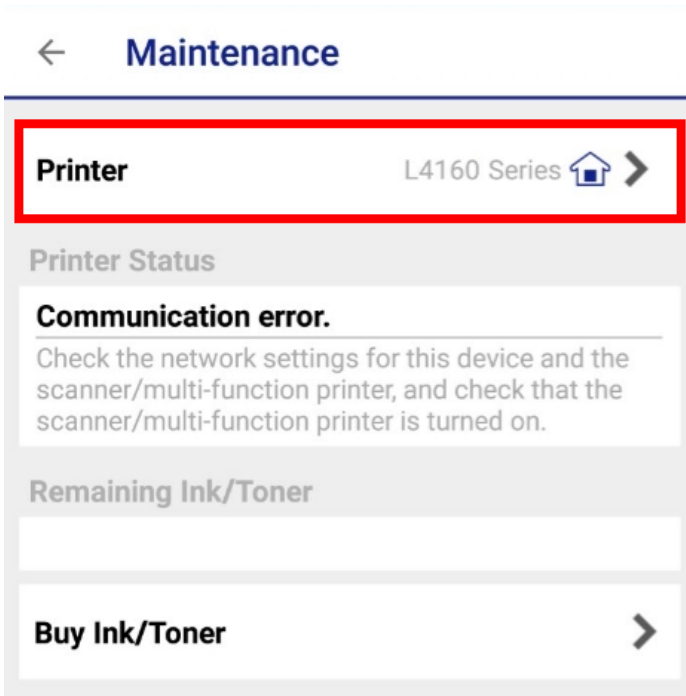 Maintenance
Printer L4160 Series
Printer Status
Communication error.
Check the network settings for this device and the
scanner/multi-function printer, and check that the
scanner/multi-function printer is turned on.
Remaining Ink/Toner
Buy Ink/Toner